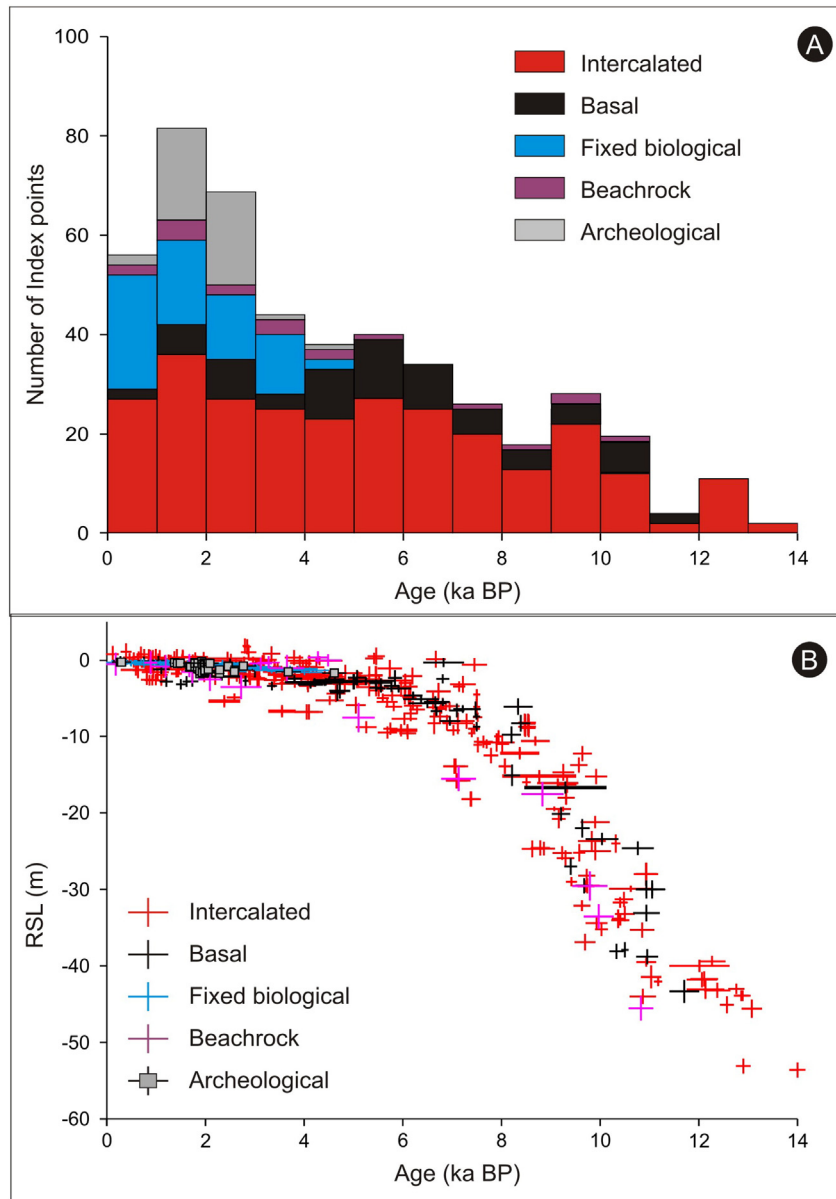 A
100
80
60
40
20
0
Number of Index points
Intercalated
Basal
Fixed biological
Beachrock
Archeological
0 2 4 6 8 10 12 14
Age (ka BP)
B
0
-10
-20
-30
-40
-50
-60
RSL (m)
Intercalated
Basal
Fixed biological
Beachrock
Archeological
0 2 4 6 8 10 12 14
Age (ka BP)